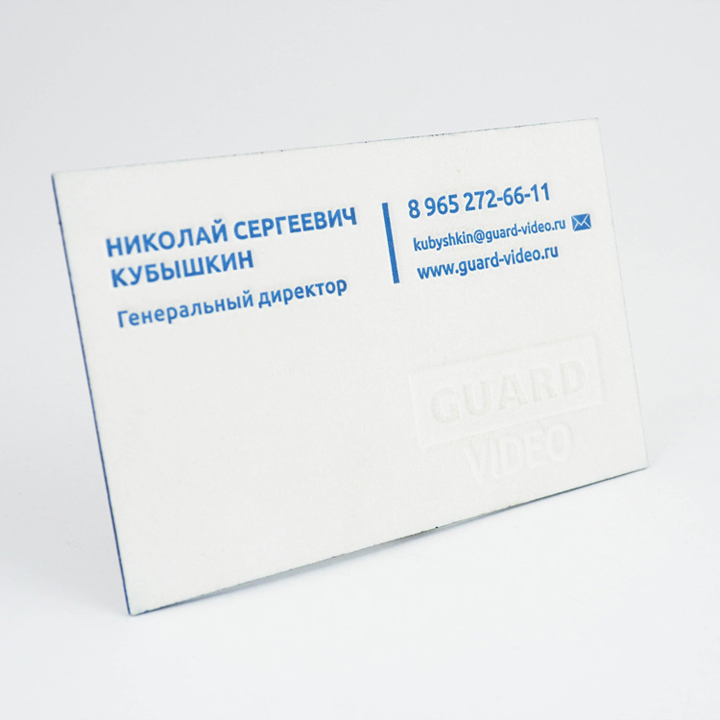 НИКОЛАЙ СЕРГЕЕВИЧ
КУБЫШКИН
Генеральный директор
8 965 272-66-11
kubyshkin@guard-video.ru
www.guard-video.ru
GUARD
VIDEO